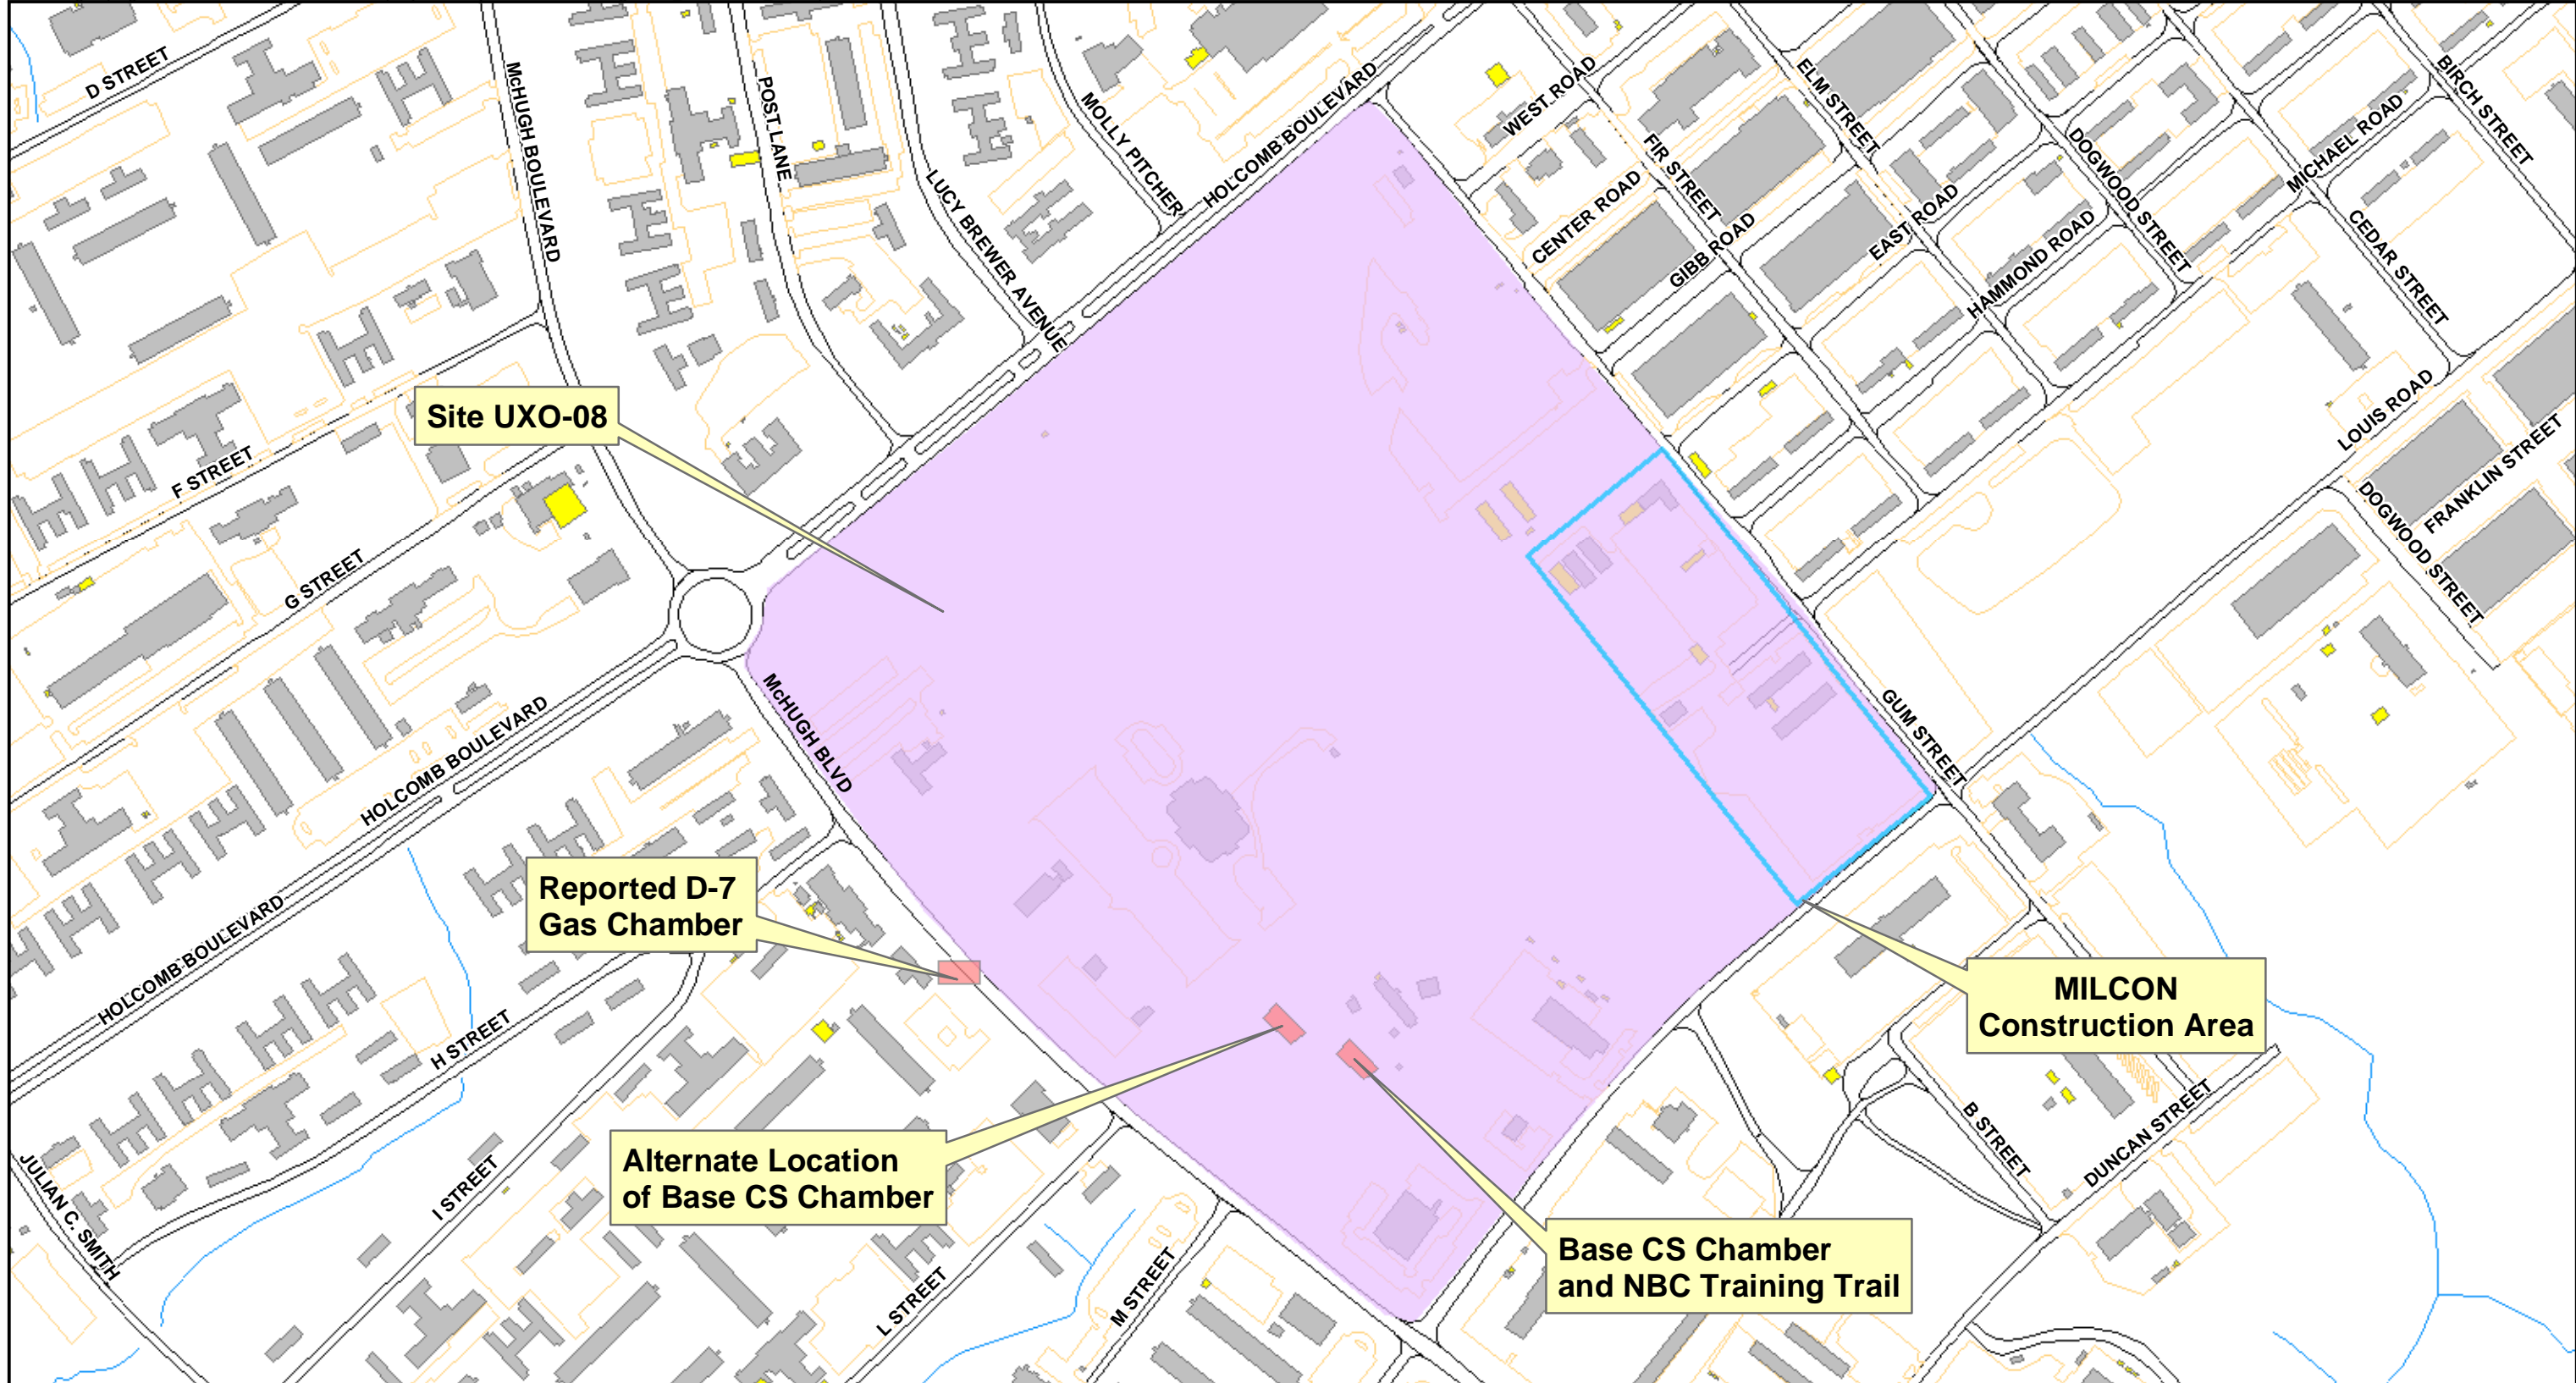 D STREET
McHUGH BOULEVARD
POST LANE
LUCY BREWER AVENUE
MOLLY PITCHER
HOLCOMB BOULEVARD
WEST ROAD
ELM STREET
FIR STREET
CENTER ROAD
GIBB ROAD
EAST ROAD
HAMMOND ROAD
DOGWOOD STREET
MICHAEL ROAD
BIRCH STREET
CEDAR STREET
LOUIS ROAD
FRANKLIN STREET
DOGWOOD STREET
Site UXO-08
F STREET
G STREET
HOLCOMB BOULEVARD
McHUGH BLVD
GUM STREET
Reported D-7
Gas Chamber
HOLCOMB BOULEVARD
H STREET
MILCON
Construction Area
Alternate Location
of Base CS Chamber
Base CS Chamber
and NBC Training Trail
JULIAN C. SMITH
I STREET
L STREET
M STREET
B STREET
DUNCAN STREET